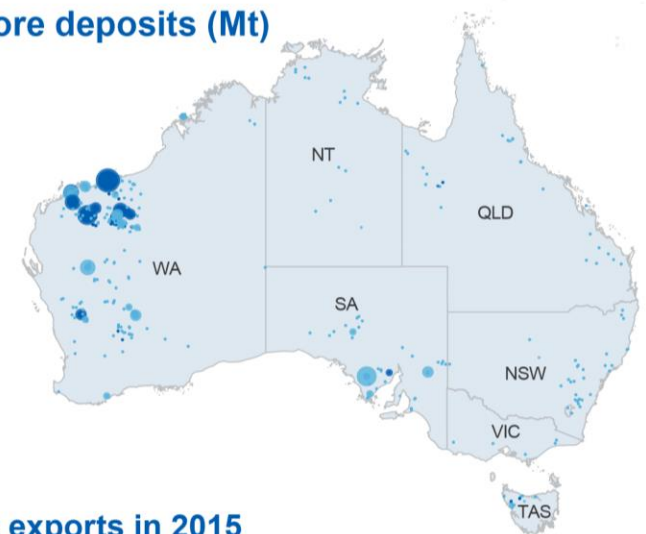 ore deposits (Mt)
NT
QLD
WA
SA
NSW
VIC
TAS
exports in 2015